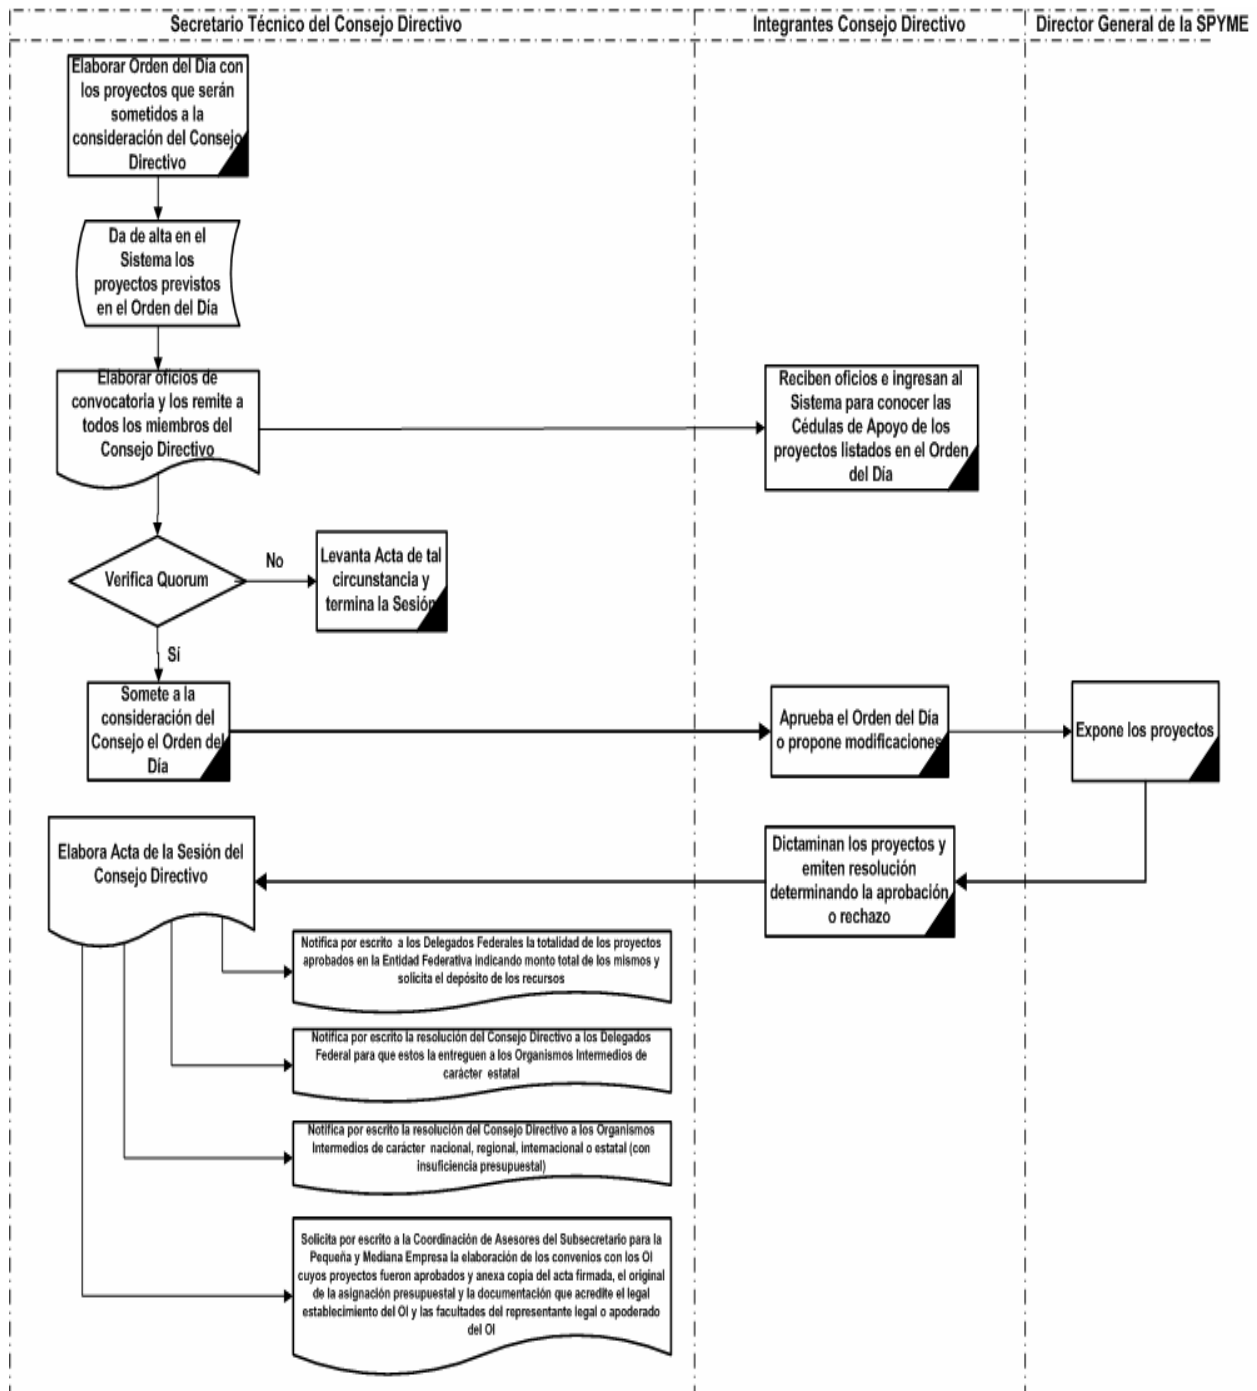 Secretario Técnico del Consejo Directivo
Integrantes Consejo Directivo
Director General de la SPYME
Elaborar Orden del Día con
los proyectos que serán
sometidos a la
consideración del Consejo
Directivo
Da de alta en el
Sistema los
proyectos previstos
en el Orden del Día
Elaborar oficios de
convocatoria y los remite a
todos los miembros del
Consejo Directivo
Reciben oficios e ingresan al
Sistema para conocer las
Cédulas de Apoyo de los
proyectos listados en el Orden
del Día
Verifica Quorum
No
Levanta Acta de tal
circunstancia y
termina la Sesión
Sí
Somete a la
consideración del
Consejo el Orden del
Día
Aprueba el Orden del Día
o propone modificaciones
Expone los proyectos
Elabora Acta de la Sesión del
Consejo Directivo
Dictaminan los proyectos y
emiten resolución
determinando la aprobación
o rechazo
Notifica por escrito a los Delegados Federales la totalidad de los proyectos
aprobados en la Entidad Federativa indicando monto total de los mismos y
solicita el depósito de los recursos
Notifica por escrito la resolución del Consejo Directivo a los Delegados
Federal para que estos la entreguen a los Organismos Intermedios de
carácter estatal
Notifica por escrito la resolución del Consejo Directivo a los Organismos
Intermedios de carácter nacional, regional, internacional o estatal (con
insuficiencia presupuestal)
Solicita por escrito a la Coordinación de Asesores del Subsecretario para la
Pequeña y Mediana Empresa la elaboración de los convenios con los OI
cuyos proyectos fueron aprobados y anexa copia del acta firmada, el original
de la asignación presupuestal y la documentación que acredite el legal
establecimiento del OI y las facultades del representante legal o apoderado
del OI